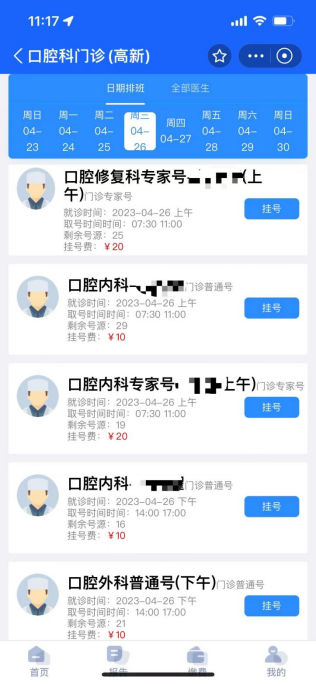 11:17
口腔科门诊(高新)
日期排班 全部医生
周日 周一 周二 周三 周四 周五 周六 周日
04-23 04-24 04-25 04-26 04-27 04-28 04-29 04-30
口腔修复科专家号 (上
午)门诊专家号
就诊时间：2023-04-26 上午
取号时间时间：07:30 11:00
剩余号源：25
挂号费：￥20
挂号
口腔内科 门诊普通号
就诊时间：2023-04-26 上午
取号时间时间：07:30 11:00
剩余号源：29
挂号费：￥10
挂号
口腔内科专家号 上午)门诊专家号
就诊时间：2023-04-26 上午
取号时间时间：07:30 11:00
剩余号源：19
挂号费：￥20
挂号
口腔内科 门诊普通号
就诊时间：2023-04-26 下午
取号时间时间：14:00 17:00
剩余号源：16
挂号费：￥10
挂号
口腔外科普通号(下午)门诊普通号
就诊时间：2023-04-26 下午
取号时间时间：14:00 17:00
剩余号源：21
挂号费：￥10
挂号
首页 报告 缴费 我的